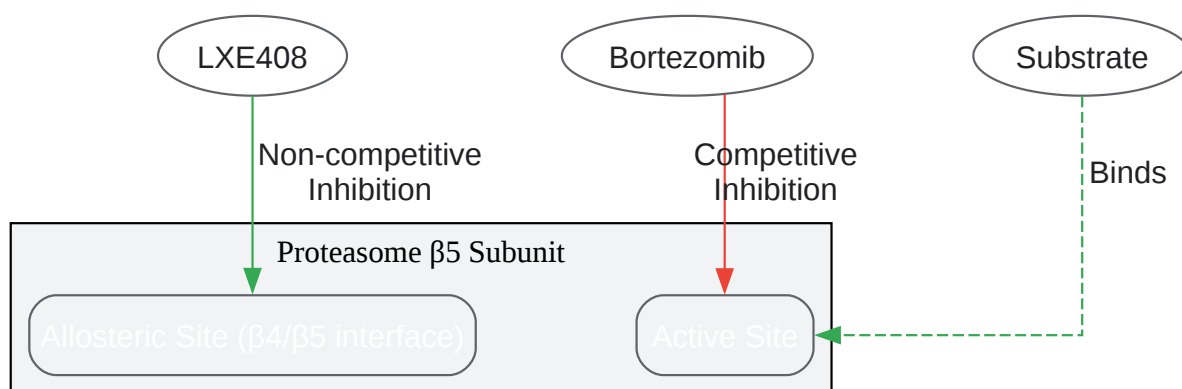 LXE408
Bortezomib
Substrate
Non-competitive
Inhibition
Competitive
Inhibition
Binds
Proteasome β5 Subunit
Allosteric Site (β4/β5 interface)
Active Site